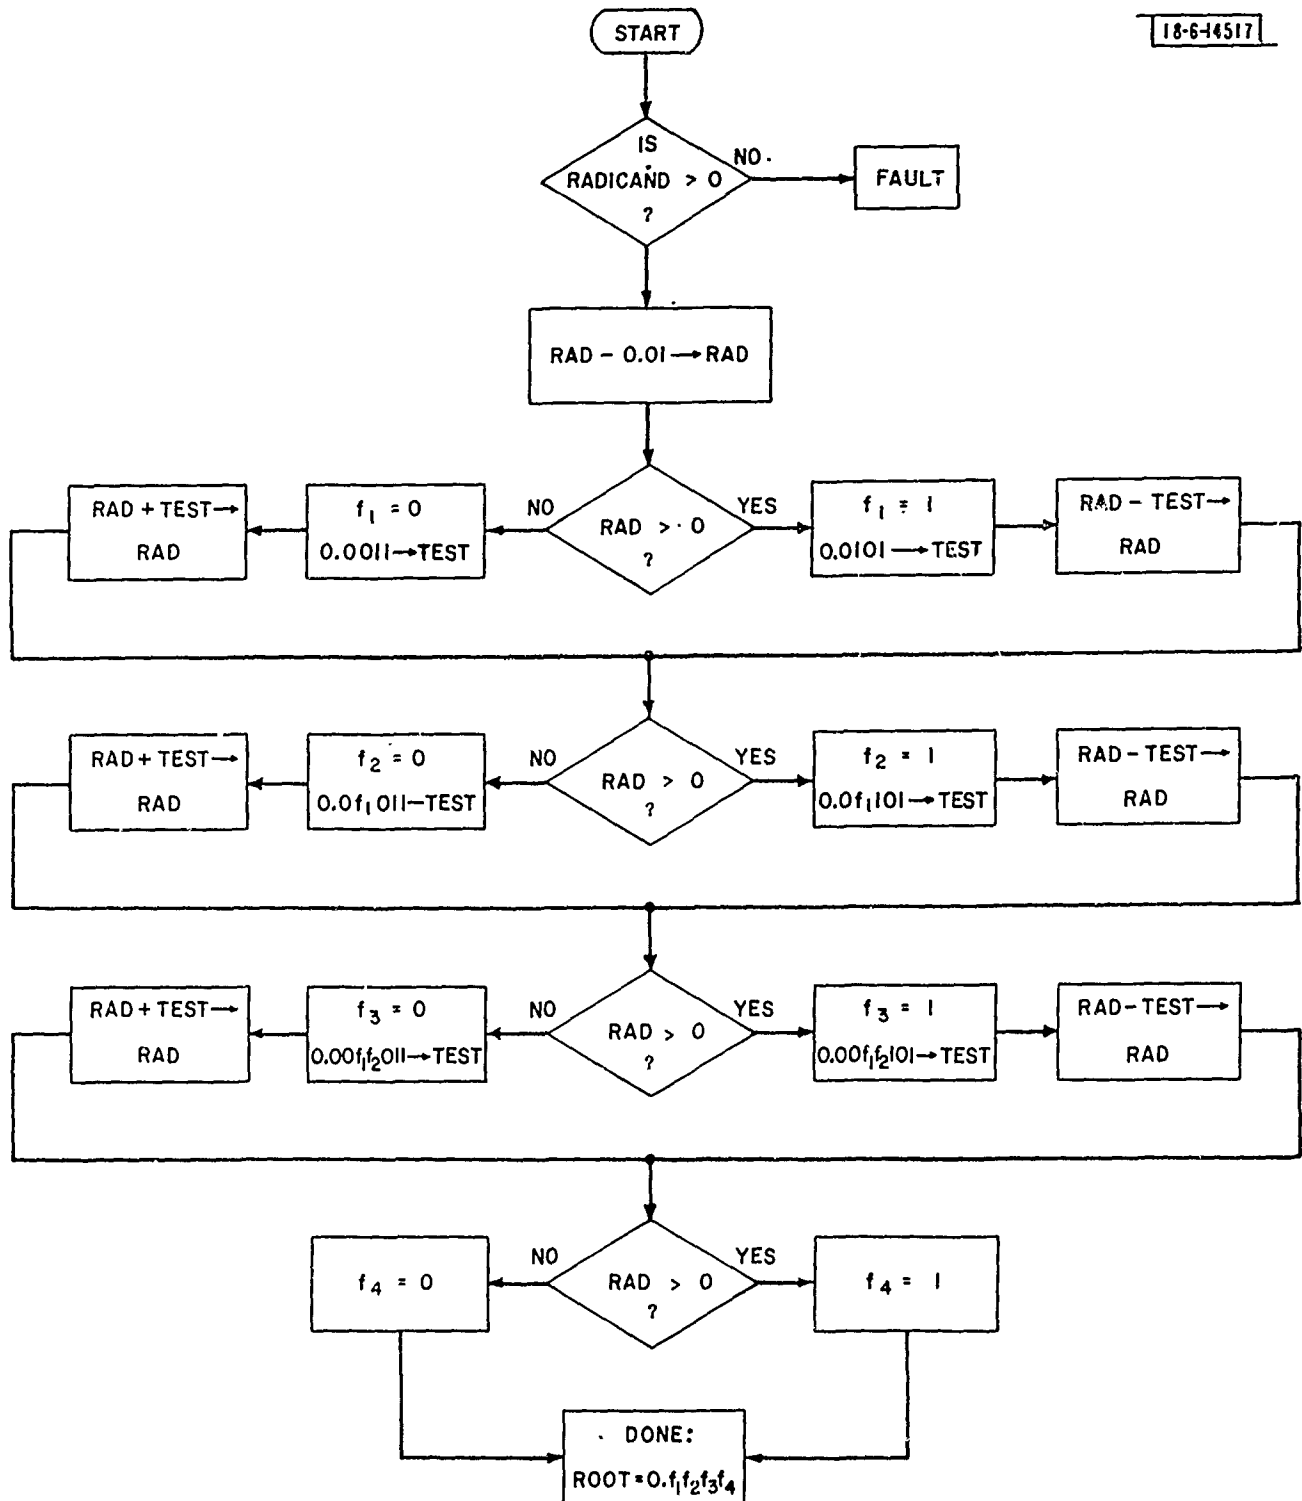 18-6-14517
START
IS
RADICAND > 0
?
NO
FAULT
RAD - 0.01 → RAD
RAD + TEST →
RAD
f₁ = 0
0.0011 → TEST
NO
RAD > 0
?
YES
f₁ = 1
0.0101 → TEST
RAD - TEST →
RAD
RAD + TEST →
RAD
f₂ = 0
0.0f₁011 — TEST
NO
RAD > 0
?
YES
f₂ = 1
0.0f₁101 → TEST
RAD - TEST →
RAD
RAD + TEST →
RAD
f₃ = 0
0.00f₁f₂011 → TEST
NO
RAD > 0
?
YES
f₃ = 1
0.00f₁f₂101 → TEST
RAD - TEST →
RAD
f₄ = 0
NO
RAD > 0
?
YES
f₄ = 1
DONE:
ROOT = 0.f₁f₂f₃f₄